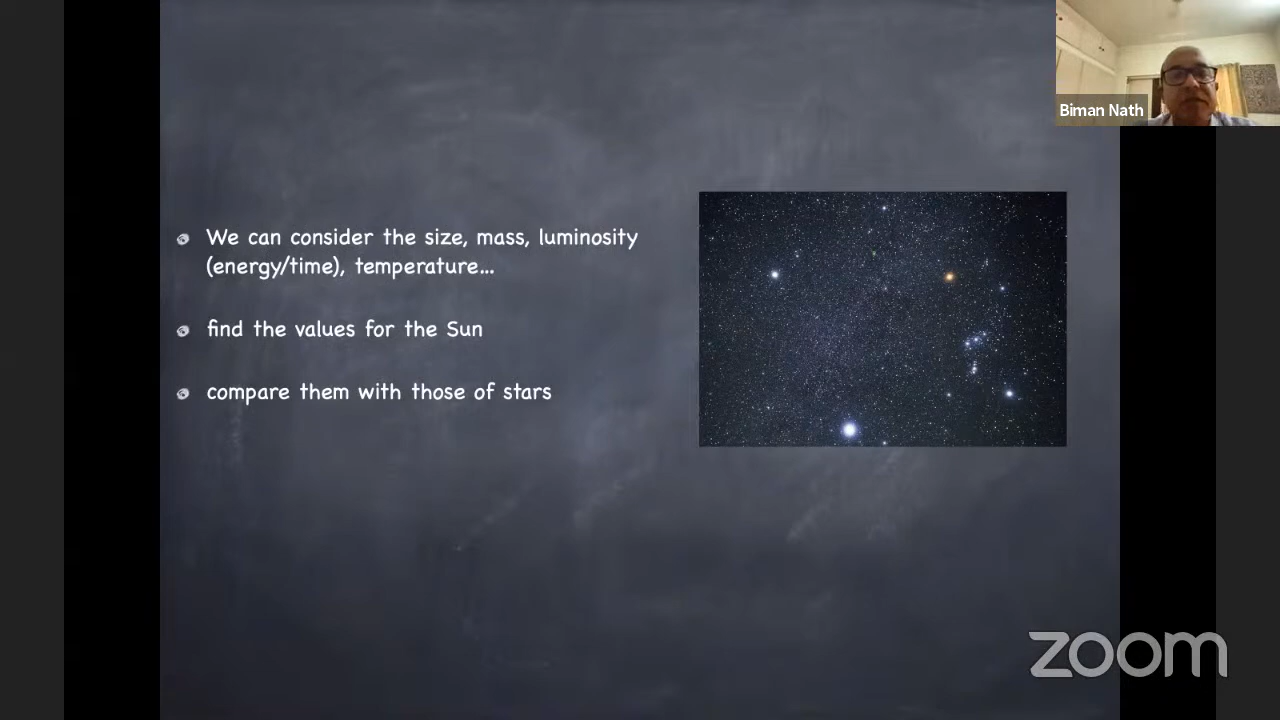 Biman Nath
We can consider the size, mass, luminosity
(energy/time), temperature...
find the values for the Sun
compare them with those of stars
zoom